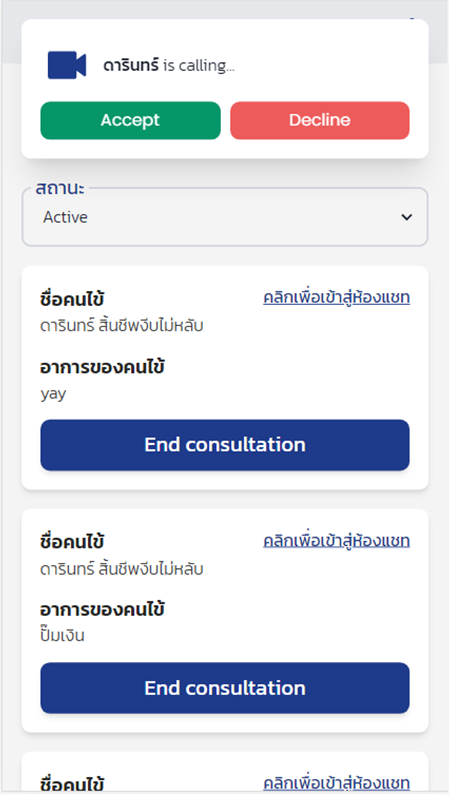 ดารินทร์ is calling...
Accept
Decline
สถานะ
Active
ชื่อคนไข้
คลิกเพื่อเข้าสู่ห้องแชท
ดารินทร์ สิ้นชีพงีบไม่หลับ
อาการของคนไข้
yay
End consultation
ชื่อคนไข้
คลิกเพื่อเข้าสู่ห้องแชท
ดารินทร์ สิ้นชีพงีบไม่หลับ
อาการของคนไข้
ปั๊มเงิน
End consultation
ชื่อคนไข้
คลิกเพื่อเข้าสู่ห้องแชท